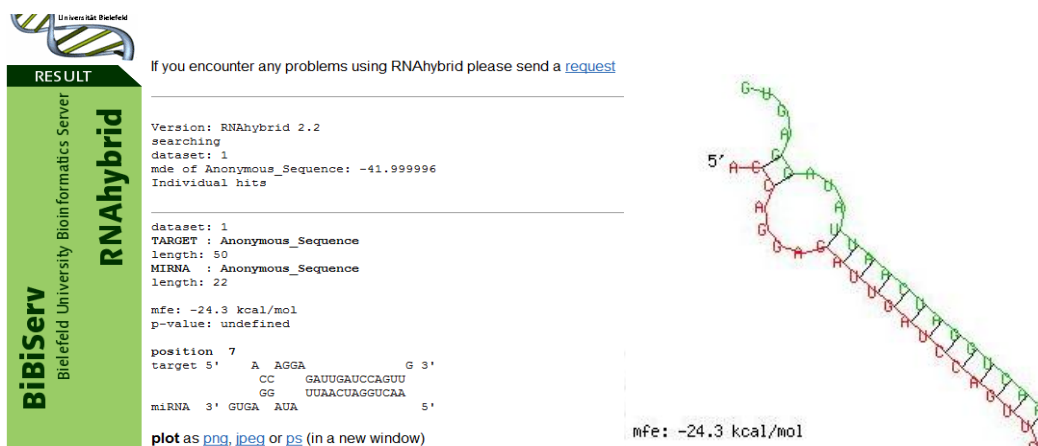 Universität Bielefeld
RESULT
BiBiServ
Bielefeld University Bioinformatics Server
RNAhybrid
If you encounter any problems using RNAhybrid please send a request
Version: RNAhybrid 2.2
searching
dataset: 1
mde of Anonymous_Sequence: -41.999996
Individual hits
dataset: 1
TARGET : Anonymous_Sequence
length: 50
MIRNA : Anonymous_Sequence
length: 22
mfe: -24.3 kcal/mol
p-value: undefined
position 7
target 5' A AGGA G 3'
CC GAUUGAUCCAGUU
GG UUAACUAGGUCAA
miRNA 3' GUGA AUA 5'
plot as png, jpeg or ps (in a new window)
5'
mfe: -24.3 kcal/mol